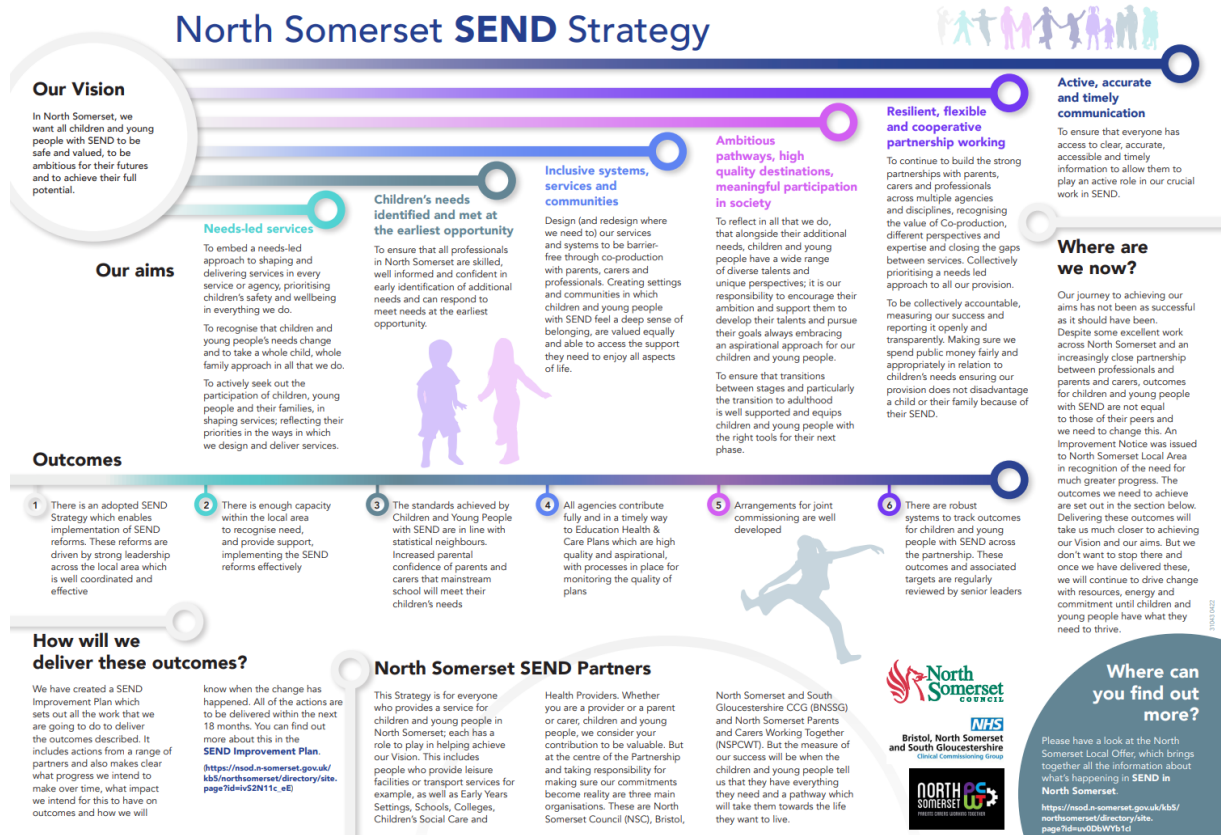 North Somerset SEND Strategy
Our Vision
In North Somerset, we
want all children and young
people with SEND to be
safe and valued, to be
ambitious for their futures
and to achieve their full
potential.
Our aims
Needs-led services
To embed a needs-led
approach to shaping and
delivering services in every
service or agency, prioritising
children's safety and wellbeing
in everything we do.
To recognise that children and
young people's needs change
and to take a whole child, whole
family approach in all that we do.
To actively seek out the
participation of children, young
people and their families, in
shaping services; reflecting their
priorities in the ways in which
we design and deliver services.
Children's needs
identified and met at
the earliest opportunity
To ensure that all professionals
in North Somerset are skilled,
well informed and confident in
early identification of additional
needs and can respond to
meet needs at the earliest
opportunity.
Inclusive systems,
services and
communities
Design (and redesign where
we need to) our services
and systems to be barrier-
free through co-production
with parents, carers and
professionals. Creating settings
and communities in which
children and young people
with SEND feel a deep sense of
belonging, are valued equally
and able to access the support
they need to enjoy all aspects
of life.
Ambitious
pathways, high
quality destinations,
meaningful participation
in society
To reflect in all that we do,
that alongside their additional
needs, children and young
people have a wide range
of diverse talents and
unique perspectives; it is our
responsibility to encourage their
ambition and support them to
develop their talents and pursue
their goals always embracing
an aspirational approach for our
children and young people.
To ensure that transitions
between stages and particularly
the transition to adulthood
is well supported and equips
children and young people with
the right tools for their next
phase.
Resilient, flexible
and cooperative
partnership working
To continue to build the strong
partnerships with parents,
carers and professionals
across multiple agencies
and disciplines, recognising
the value of Co-production,
different perspectives and
expertise and closing the gaps
between services. Collectively
prioritising a needs led
approach to all our provision.
To be collectively accountable,
measuring our success and
reporting it openly and
transparently. Making sure we
spend public money fairly and
appropriately in relation to
children's needs ensuring our
provision does not disadvantage
a child or their family because of
their SEND.
Active, accurate
and timely
communication
To ensure that everyone has
access to clear, accurate,
accessible and timely
information to allow them to
play an active role in our crucial
work in SEND.
Where are
we now?
Our journey to achieving our
aims has not been as successful
as it should have been.
Despite some excellent work
across North Somerset and an
increasingly close partnership
between professionals and
parents and carers, outcomes
for children and young people
with SEND are not equal
to those of their peers and
we need to change this. An
Improvement Notice was issued
to North Somerset Local Area
in recognition of the need for
much greater progress. The
outcomes we need to achieve
are set out in the section below.
Delivering these outcomes will
take us much closer to achieving
our Vision and our aims. But we
don't want to stop there and
once we have delivered these,
we will continue to drive change
with resources, energy and
commitment until children and
young people have what they
need to thrive.
31043 0422
Outcomes
1 There is an adopted SEND
Strategy which enables
implementation of SEND
reforms. These reforms are
driven by strong leadership
across the local area which
is well coordinated and
effective
2 There is enough capacity
within the local area
to recognise need,
and provide support,
implementing the SEND
reforms effectively
3 The standards achieved by
Children and Young People
with SEND are in line with
statistical neighbours.
Increased parental
confidence of parents and
carers that mainstream
school will meet their
children's needs
4 All agencies contribute
fully and in a timely way
to Education Health &
Care Plans which are high
quality and aspirational,
with processes in place for
monitoring the quality of
plans
5 Arrangements for joint
commissioning are well
developed
6 There are robust
systems to track outcomes
for children and young
people with SEND across
the partnership. These
outcomes and associated
targets are regularly
reviewed by senior leaders
How will we
deliver these outcomes?
We have created a SEND
Improvement Plan which
sets out all the work that we
are going to do to deliver
the outcomes described. It
includes actions from a range of
partners and also makes clear
what progress we intend to
make over time, what impact
we intend for this to have on
outcomes and how we will
know when the change has
happened. All of the actions are
to be delivered within the next
18 months. You can find out
more about this in the
SEND Improvement Plan.
(https://nsod.n-somerset.gov.uk/
kb5/northsomerset/directory/site.
page?id=ivS2N11c_eE)
North Somerset SEND Partners
This Strategy is for everyone
who provides a service for
children and young people in
North Somerset; each has a
role to play in helping achieve
our Vision. This includes
people who provide leisure
facilities or transport services for
example, as well as Early Years
Settings, Schools, Colleges,
Children's Social Care and
Health Providers. Whether
you are a provider or a parent
or carer, children and young
people, we consider your
contribution to be valuable. But
at the centre of the Partnership
and taking responsibility for
making sure our commitments
become reality are three main
organisations. These are North
Somerset Council (NSC), Bristol,
North Somerset and South
Gloucestershire CCG (BNSSG)
and North Somerset Parents
and Carers Working Together
(NSPCWT). But the measure of
our success will be when the
children and young people tell
us that they have everything
they need and a pathway which
will take them towards the life
they want to live.
North
Somerset
COUNCIL
NHS
Bristol, North Somerset
and South Gloucestershire
Clinical Commissioning Group
NORTH
SOMERSET
PCWT
PARENTS CARERS WORKING TOGETHER
Where can
you find out
more?
Please have a look at the North
Somerset Local Offer, which brings
together all the information about
what's happening in SEND in
North Somerset.
https://nsod.n-somerset.gov.uk/kb5/
northsomerset/directory/site.
page?id=uv0DbWYb1cI